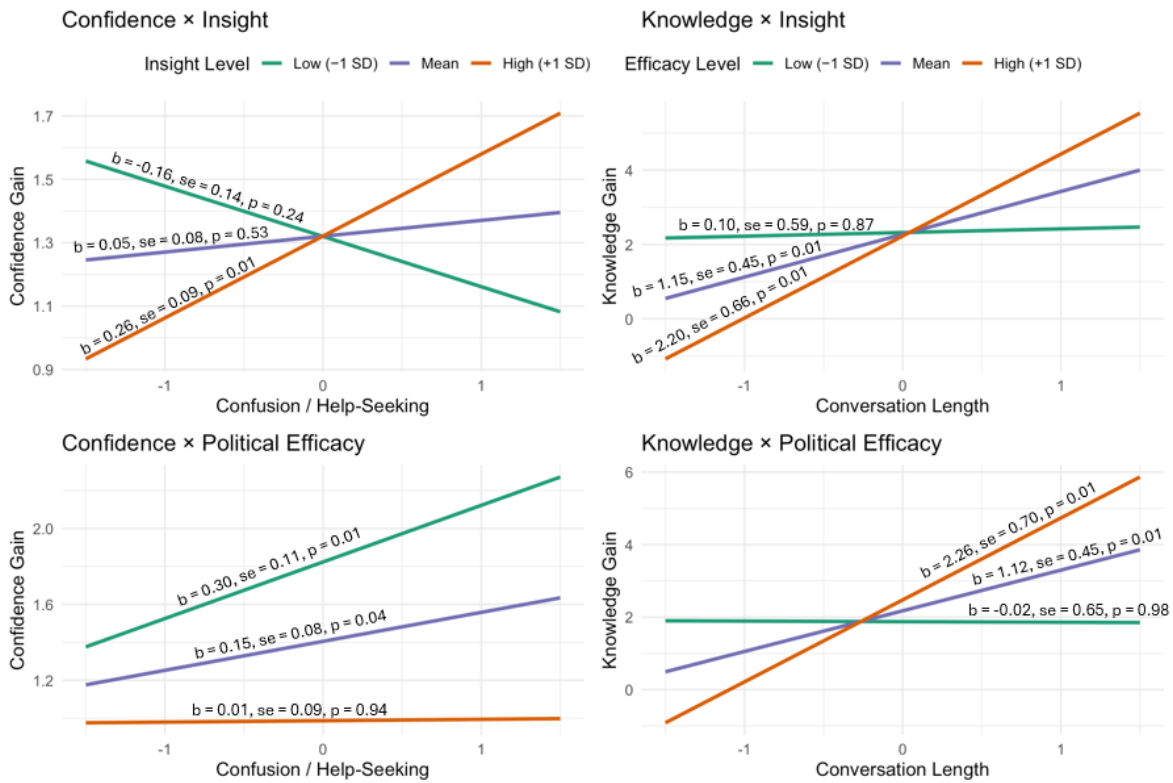 Confidence × Insight
Insight Level Low (−1 SD) Mean High (+1 SD)
1.7
1.5
1.3
1.1
0.9
Confidence Gain
b = -0.16, se = 0.14, p = 0.24
b = 0.05, se = 0.08, p = 0.53
b = 0.26, se = 0.09, p = 0.01
-1 0 1
Confusion / Help-Seeking
Knowledge × Insight
Efficacy Level Low (−1 SD) Mean High (+1 SD)
4
2
0
Knowledge Gain
b = 0.10, se = 0.59, p = 0.87
b = 1.15, se = 0.45, p = 0.01
b = 2.20, se = 0.66, p = 0.01
-1 0 1
Conversation Length
Confidence × Political Efficacy
2.0
1.6
1.2
Confidence Gain
b = 0.30, se = 0.11, p = 0.01
b = 0.15, se = 0.08, p = 0.04
b = 0.01, se = 0.09, p = 0.94
-1 0 1
Confusion / Help-Seeking
Knowledge × Political Efficacy
6
4
2
0
Knowledge Gain
b = 2.26, se = 0.70, p = 0.01
b = 1.12, se = 0.45, p = 0.01
b = -0.02, se = 0.65, p = 0.98
-1 0 1
Conversation Length